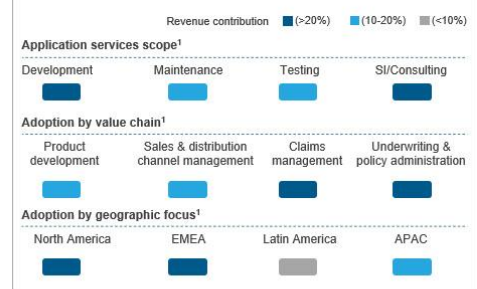 Revenue contribution (>20%) (10-20%) (<10%)
Application services scope¹
Development Maintenance Testing SI/Consulting
Adoption by value chain¹
Product Sales & distribution Claims Underwriting &
development channel management management policy administration
Adoption by geographic focus¹
North America EMEA Latin America APAC